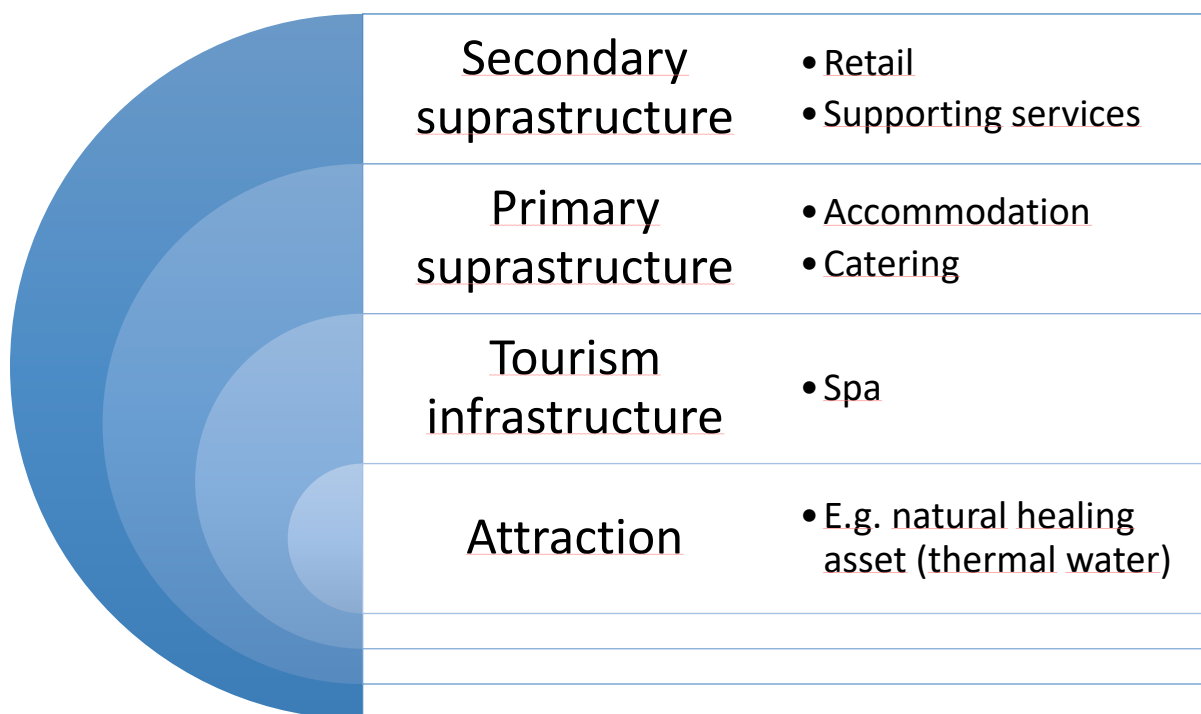 Secondary
suprastructure
• Retail
• Supporting services
Primary
suprastructure
• Accommodation
• Catering
Tourism
infrastructure
• Spa
Attraction
• E.g. natural healing
asset (thermal water)